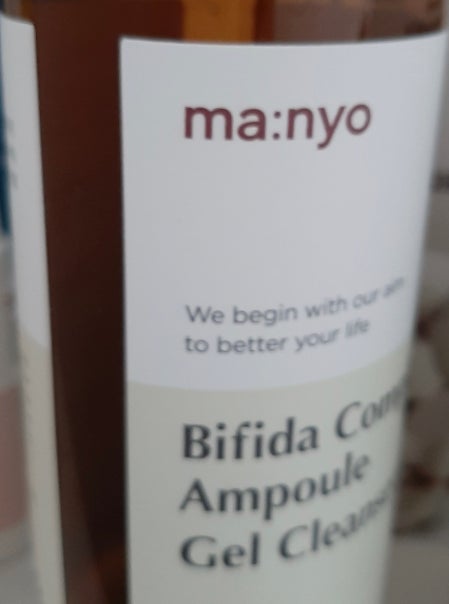 ma:nyo
We begin with our aim
to better your life
Bifida
Ampoule
Gel